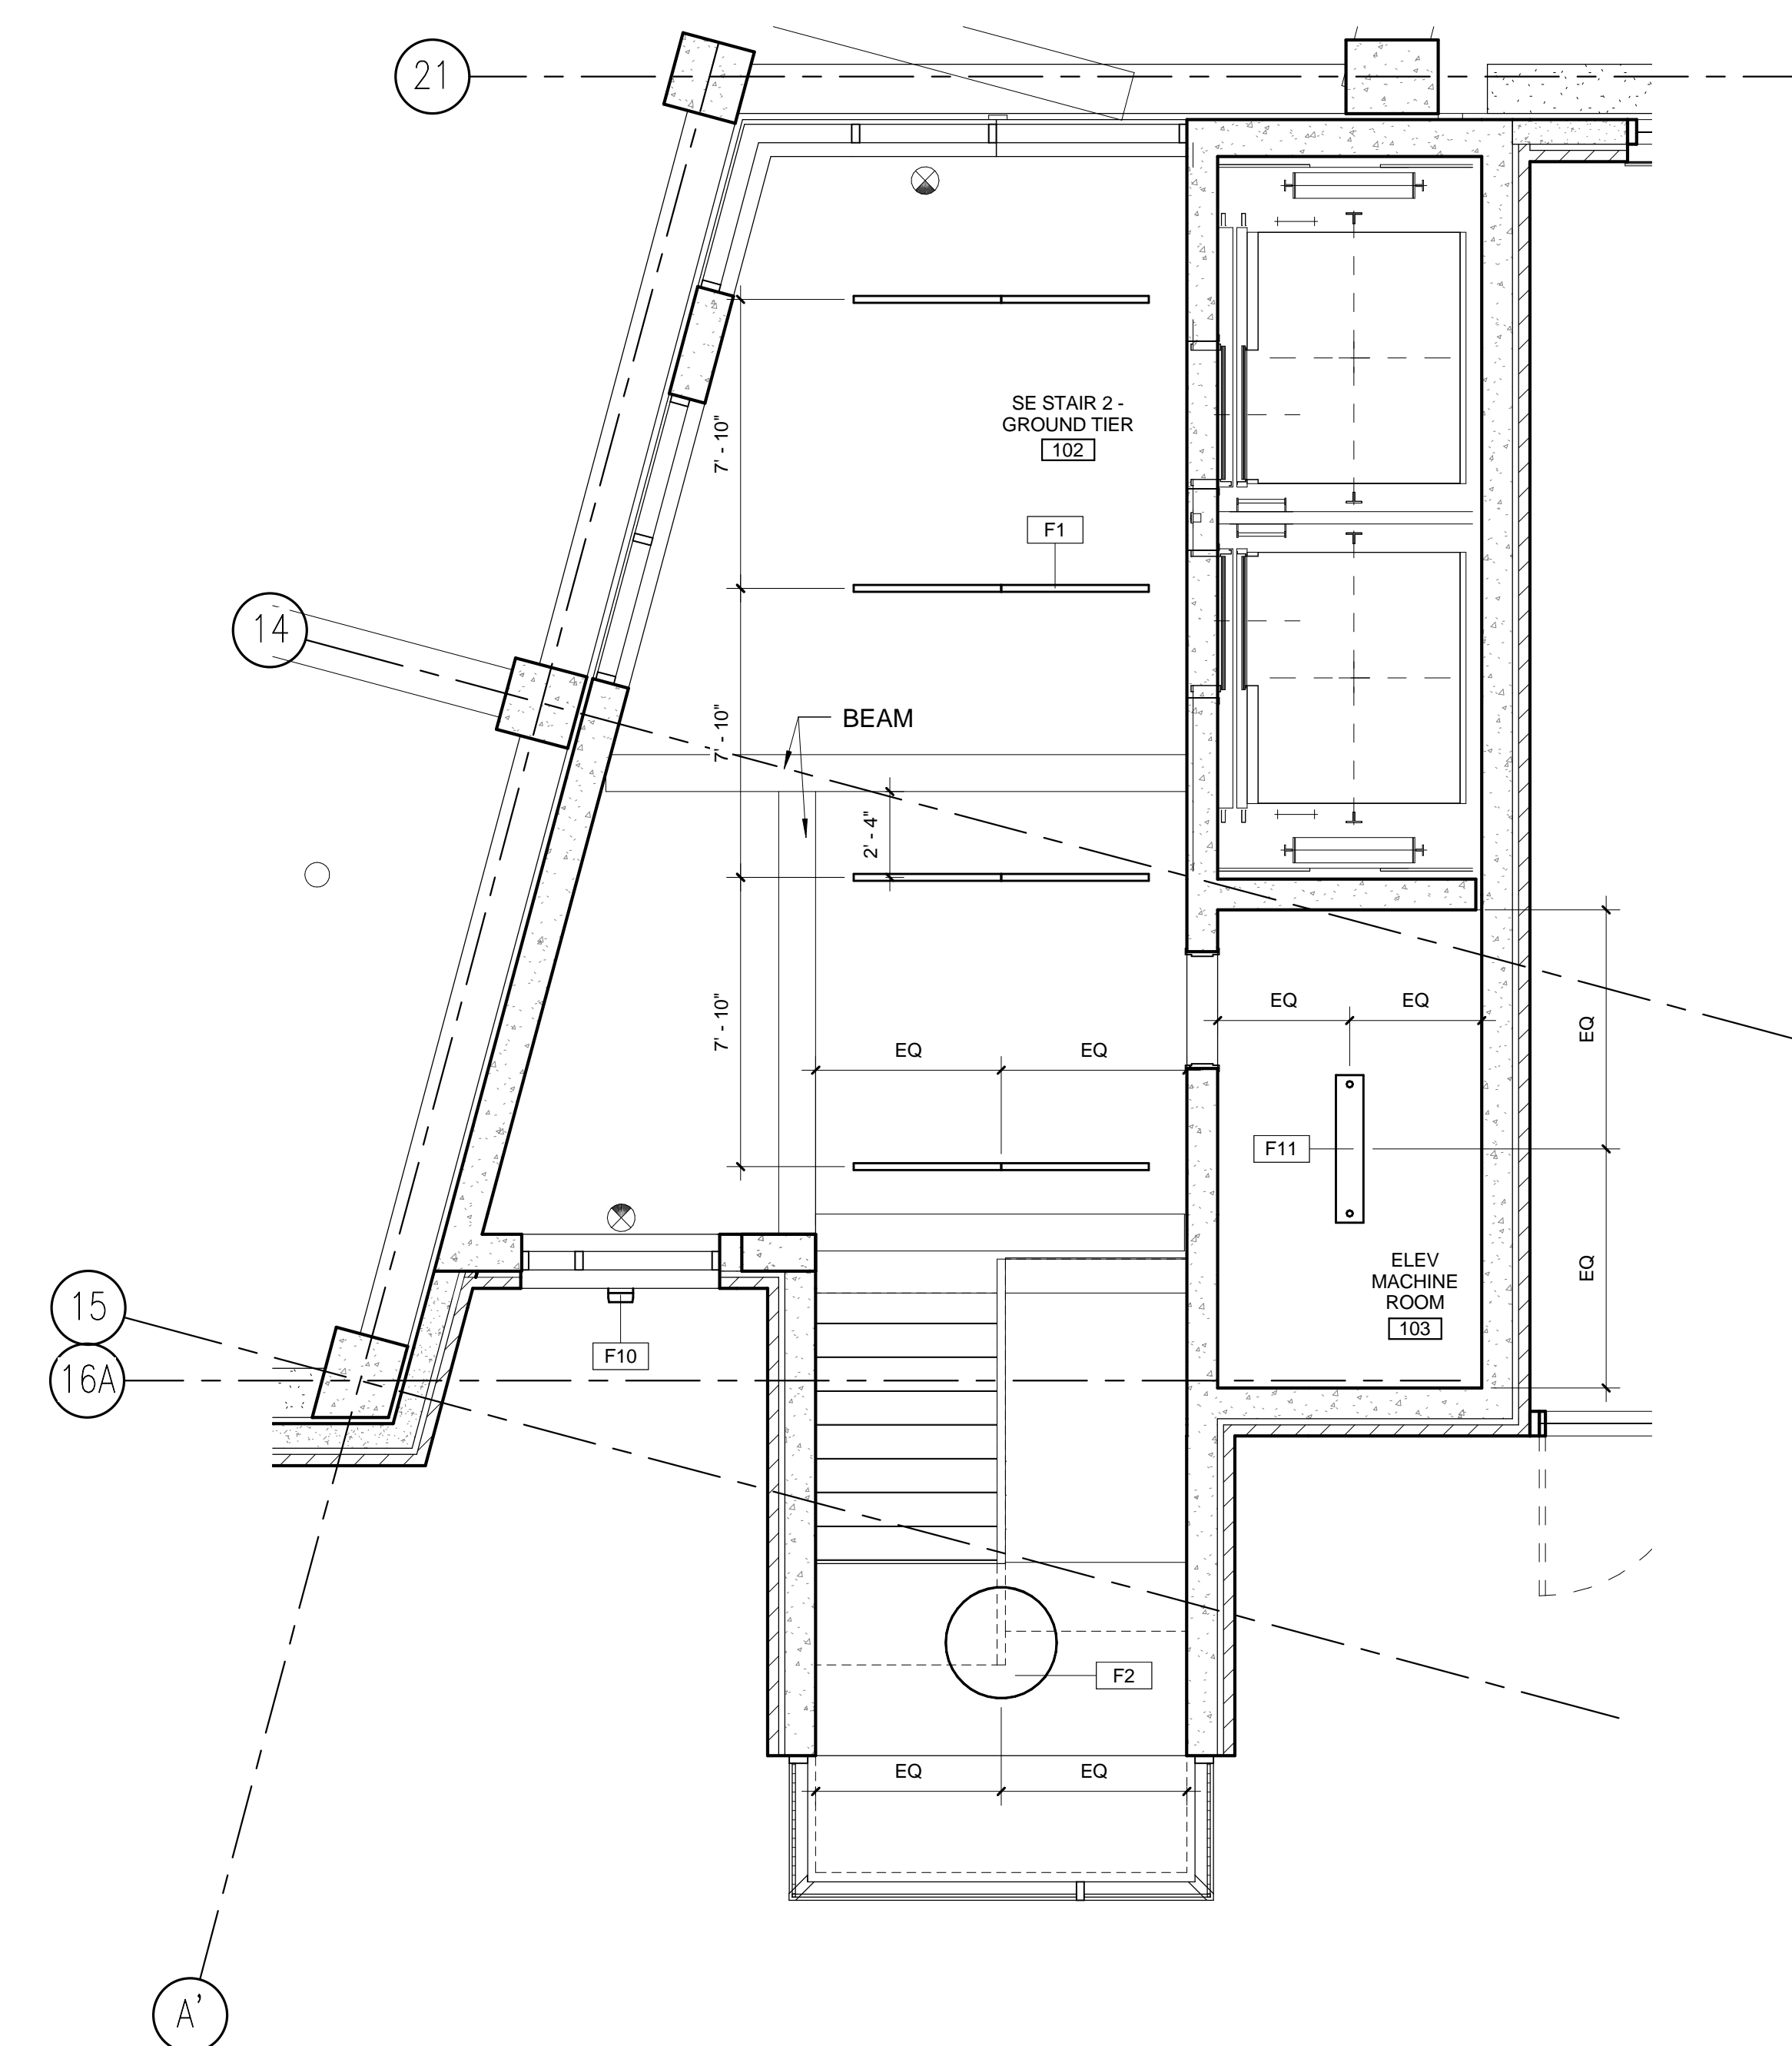 21
SE STAIR 2 -
GROUND TIER
102
7' - 10"
F1
14
BEAM
7' - 10"
2' - 4"
EQ
EQ
EQ
7' - 10"
EQ
EQ
F11
ELEV
MACHINE
ROOM
103
EQ
15
F10
16A
F2
EQ
EQ
A'